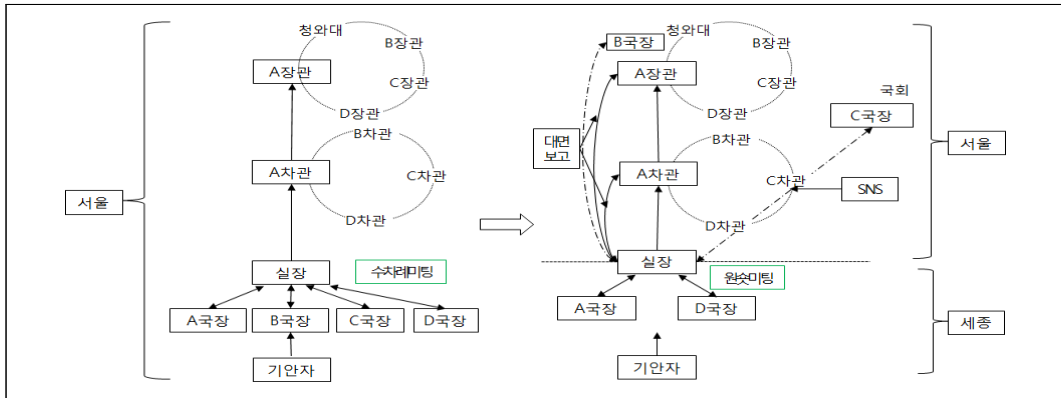 청와대
B장관
A장관
C장관
D장관
B차관
A차관
C차관
D차관
서울
실장
수차례미팅
A국장
B국장
C국장
D국장
기안자
청와대
B국장
B장관
A장관
C장관
D장관
국회
C국장
대면
보고
B차관
A차관
C차관
D차관
SNS
서울
실장
원숏미팅
A국장
D국장
세종
기안자